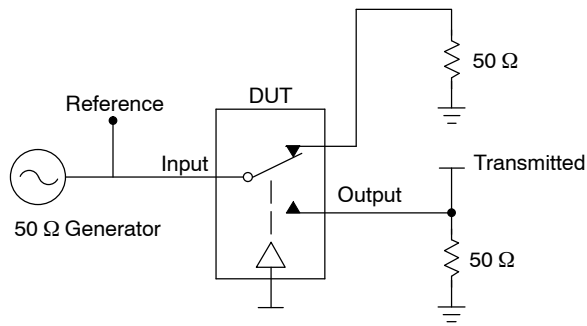 50 Ω
Reference
DUT
Input
Transmitted
Output
50 Ω Generator
50 Ω